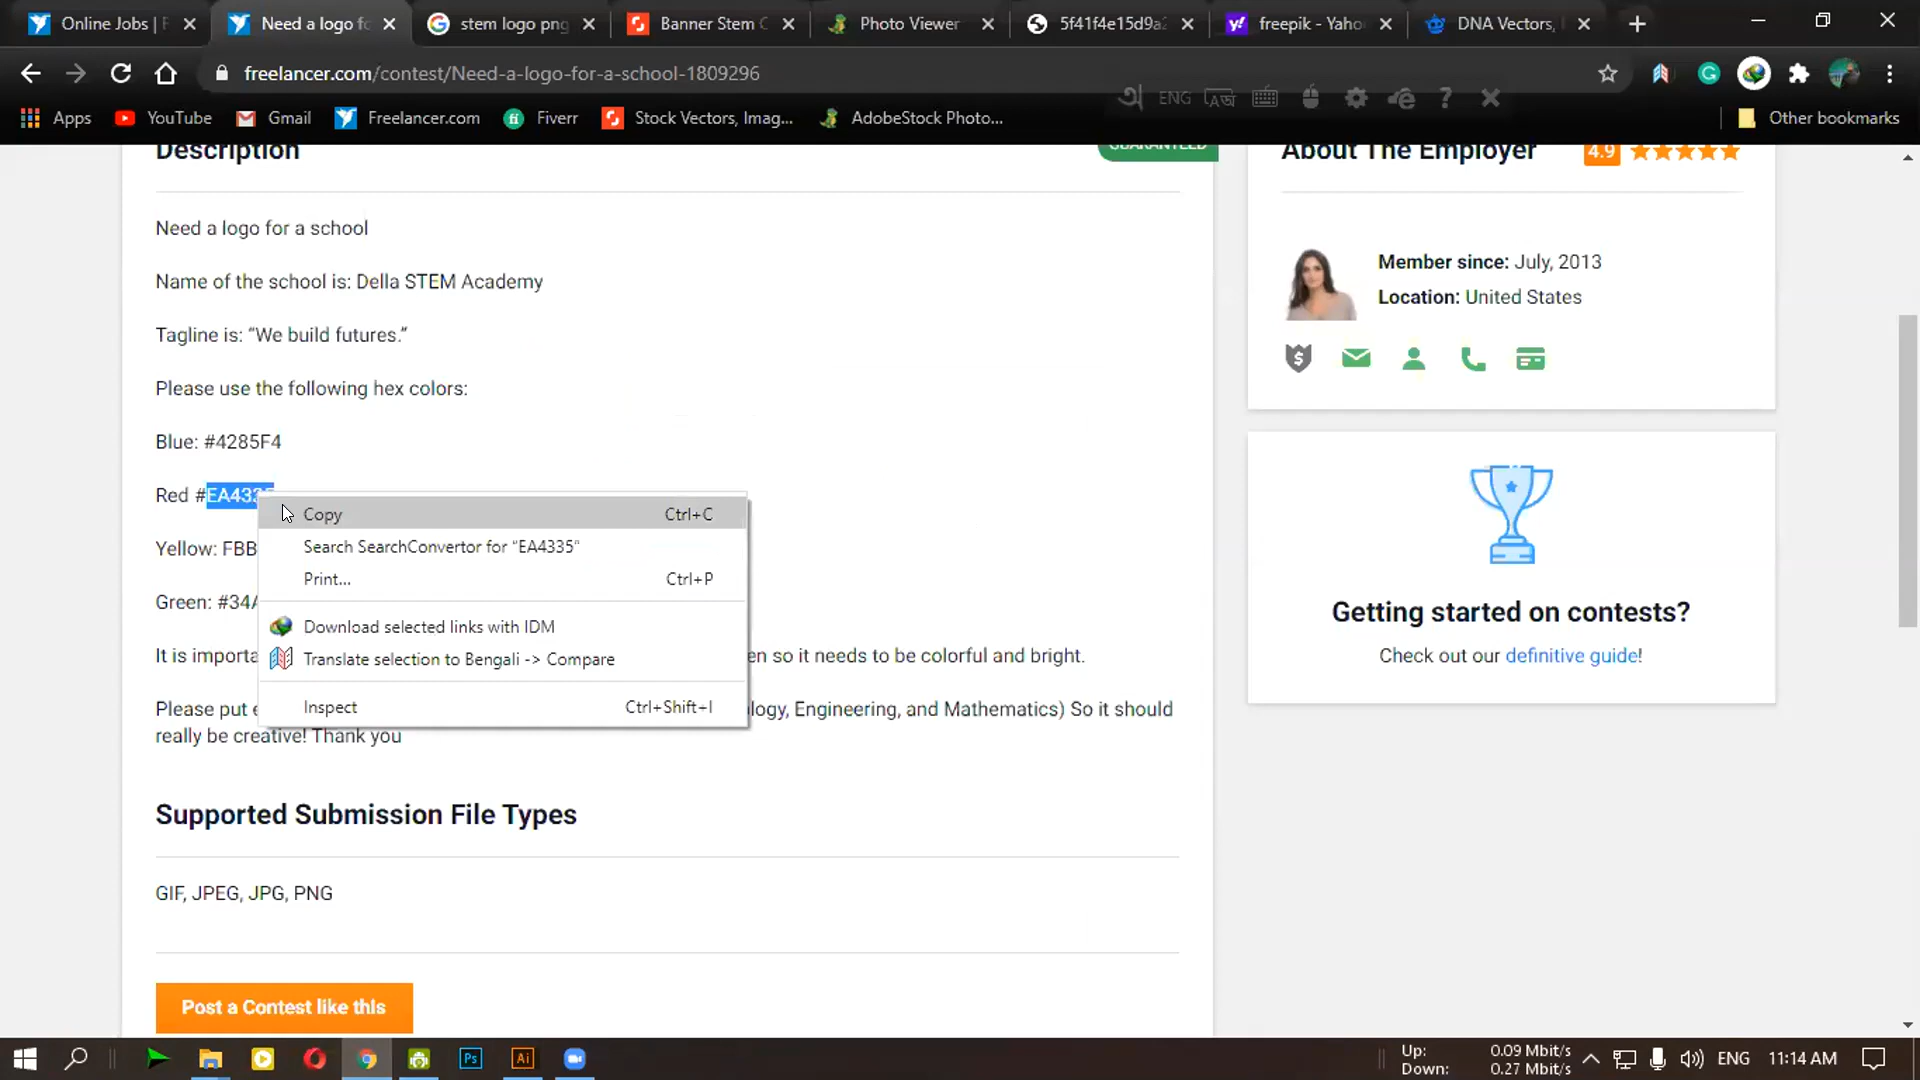 Online Jobs |
Need a logo fo
stem logo png
Banner Stem C
Photo Viewer
5f41f4e15d9a2
freepik - Yaho
DNA Vectors,
freelancer.com/contest/Need-a-logo-for-a-school-1809296
ENG
Apps
YouTube
Gmail
Freelancer.com
Fiverr
Stock Vectors, Imag...
AdobeStock Photo...
Other bookmarks
Description
GUARANTEED
Need a logo for a school
Name of the school is: Della STEM Academy
Tagline is: “We build futures.”
Please use the following hex colors:
Blue: #4285F4
Red #EA433
Yellow: FBB
Green: #34A
It is importa
en so it needs to be colorful and bright.
Please put e
logy, Engineering, and Mathematics) So it should
really be creative! Thank you
Copy Ctrl+C
Search SearchConvertor for “EA4335”
Print... Ctrl+P
Download selected links with IDM
Translate selection to Bengali -> Compare
Inspect Ctrl+Shift+I
Supported Submission File Types
GIF, JPEG, JPG, PNG
Post a Contest like this
About The Employer 4.9
Member since: July, 2013
Location: United States
Getting started on contests?
Check out our definitive guide!
Ps
Ai
Up: 0.09 Mbit/s
Down: 0.27 Mbit/s
ENG
11:14 AM